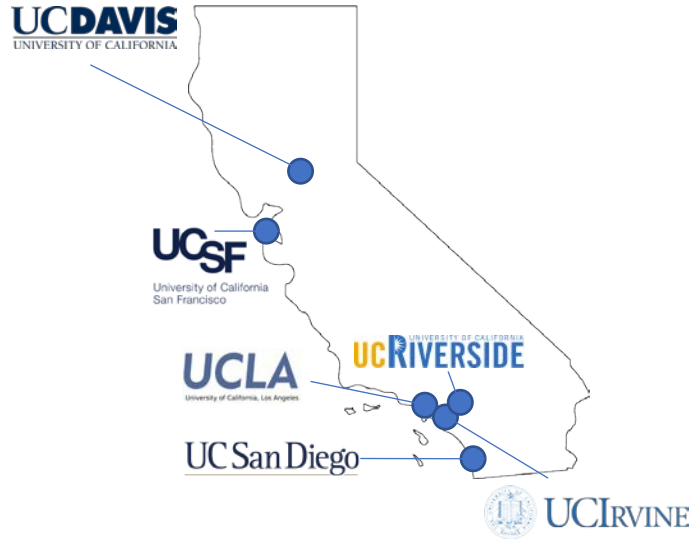 UCDAVIS
UNIVERSITY OF CALIFORNIA
UCSF
University of California
San Francisco
UNIVERSITY OF CALIFORNIA
UCRIVERSIDE
UCLA
University of California, Los Angeles
UC San Diego
UCIRVINE